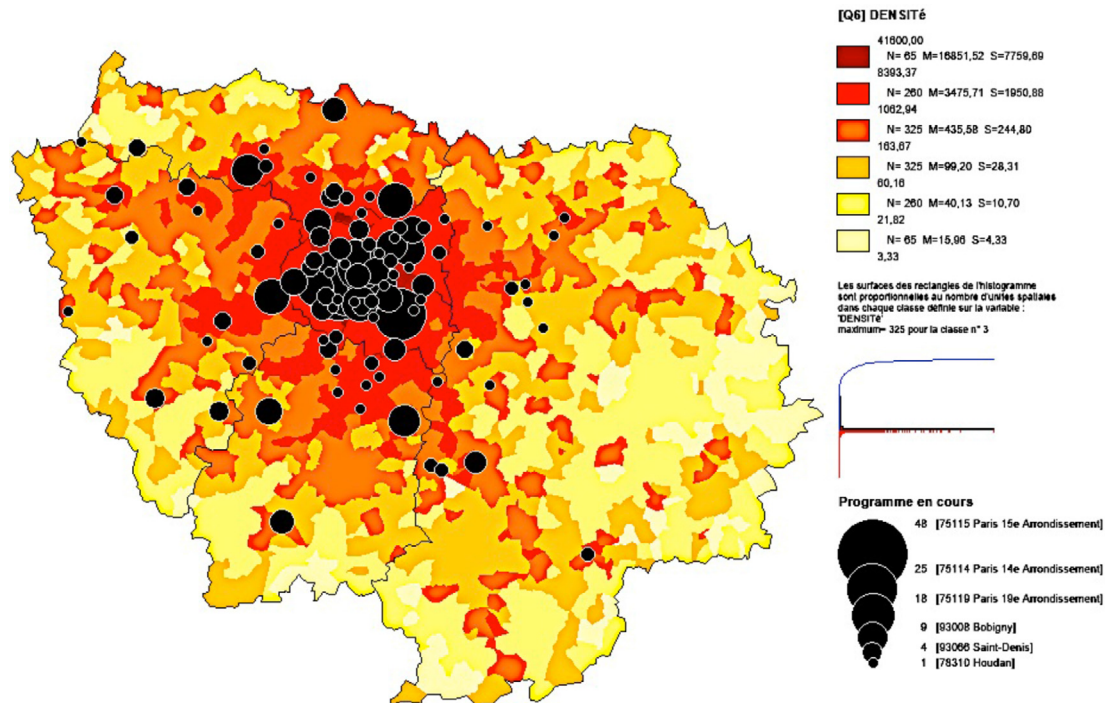 [Q6] DENSITé
41600,00
N= 65 M=16851,52 S=7759,69
8393,37
N= 260 M=3475,71 S=1950,88
1062,94
N= 325 M=435,58 S=244,80
163,67
N= 325 M=99,20 S=28,31
60,16
N= 260 M=40,13 S=10,70
21,82
N= 65 M=15,96 S=4,33
3,33
Les surfaces des rectangles de l'histogramme
sont proportionnelles au nombre d'unités spatiales
dans chaque classe définie sur la variable :
'DENSITé'
maximum= 325 pour la classe n° 3
Programme en cours
48 [75115 Paris 15e Arrondissement]
25 [75114 Paris 14e Arrondissement]
18 [75119 Paris 19e Arrondissement]
9 [93008 Bobigny]
4 [93066 Saint-Denis]
1 [78310 Houdan]